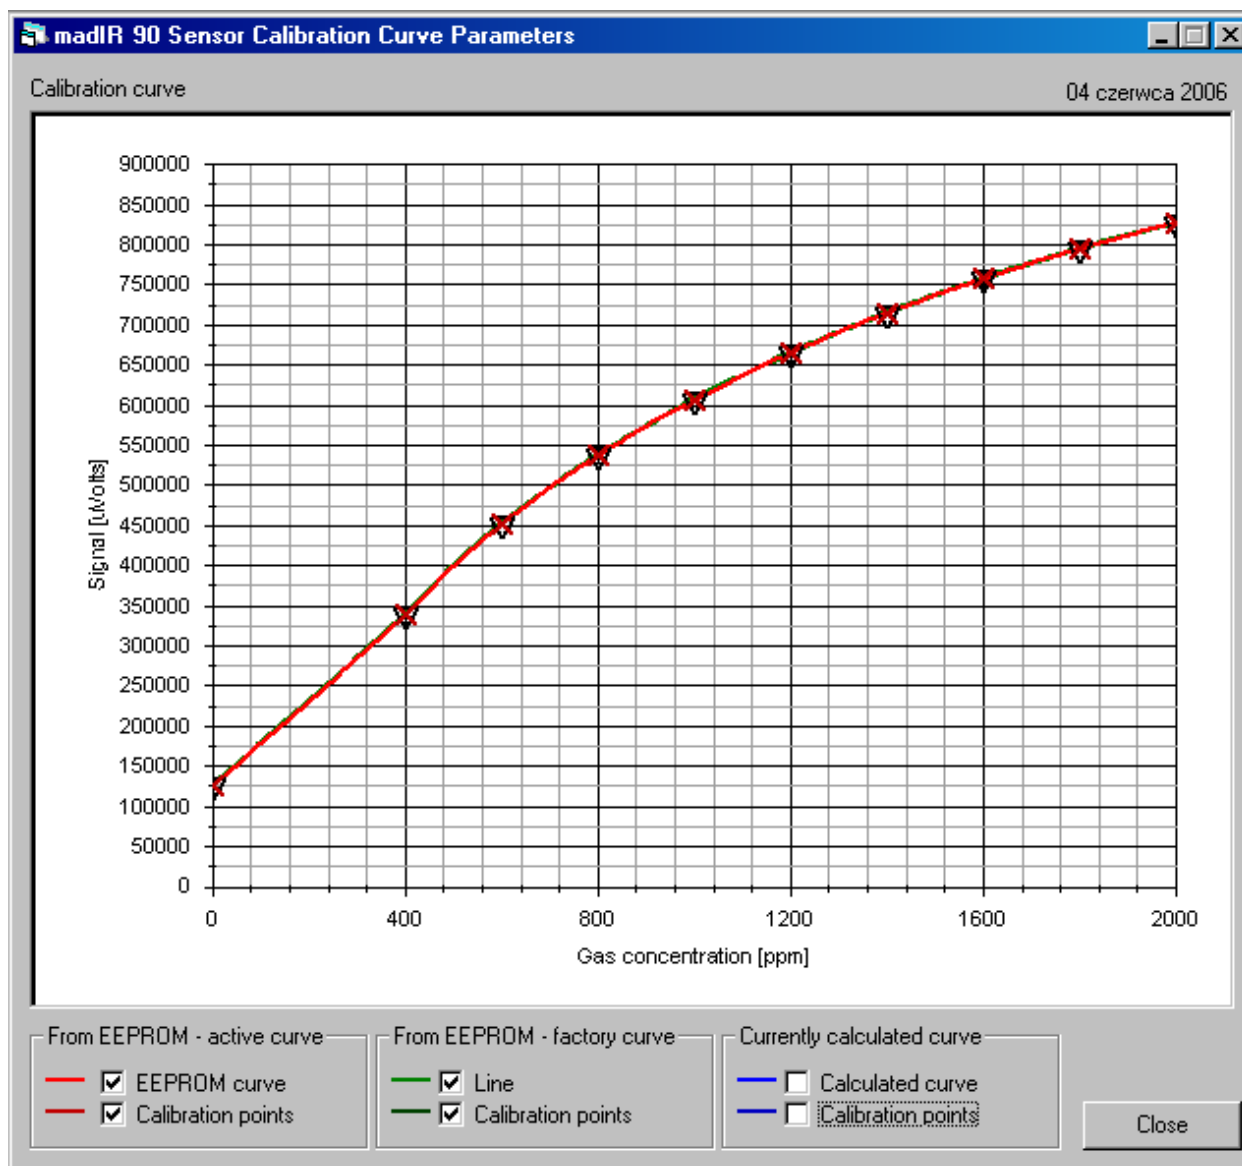 madIR 90 Sensor Calibration Curve Parameters
Calibration curve
04 czerwca 2006
900000
850000
800000
750000
700000
650000
600000
550000
500000
450000
400000
350000
300000
250000
200000
150000
100000
50000
0
Signal [uVolts]
0 400 800 1200 1600 2000
Gas concentration [ppm]
From EEPROM - active curve
EEPROM curve
Calibration points
From EEPROM - factory curve
Line
Calibration points
Currently calculated curve
Calculated curve
Calibration points
Close